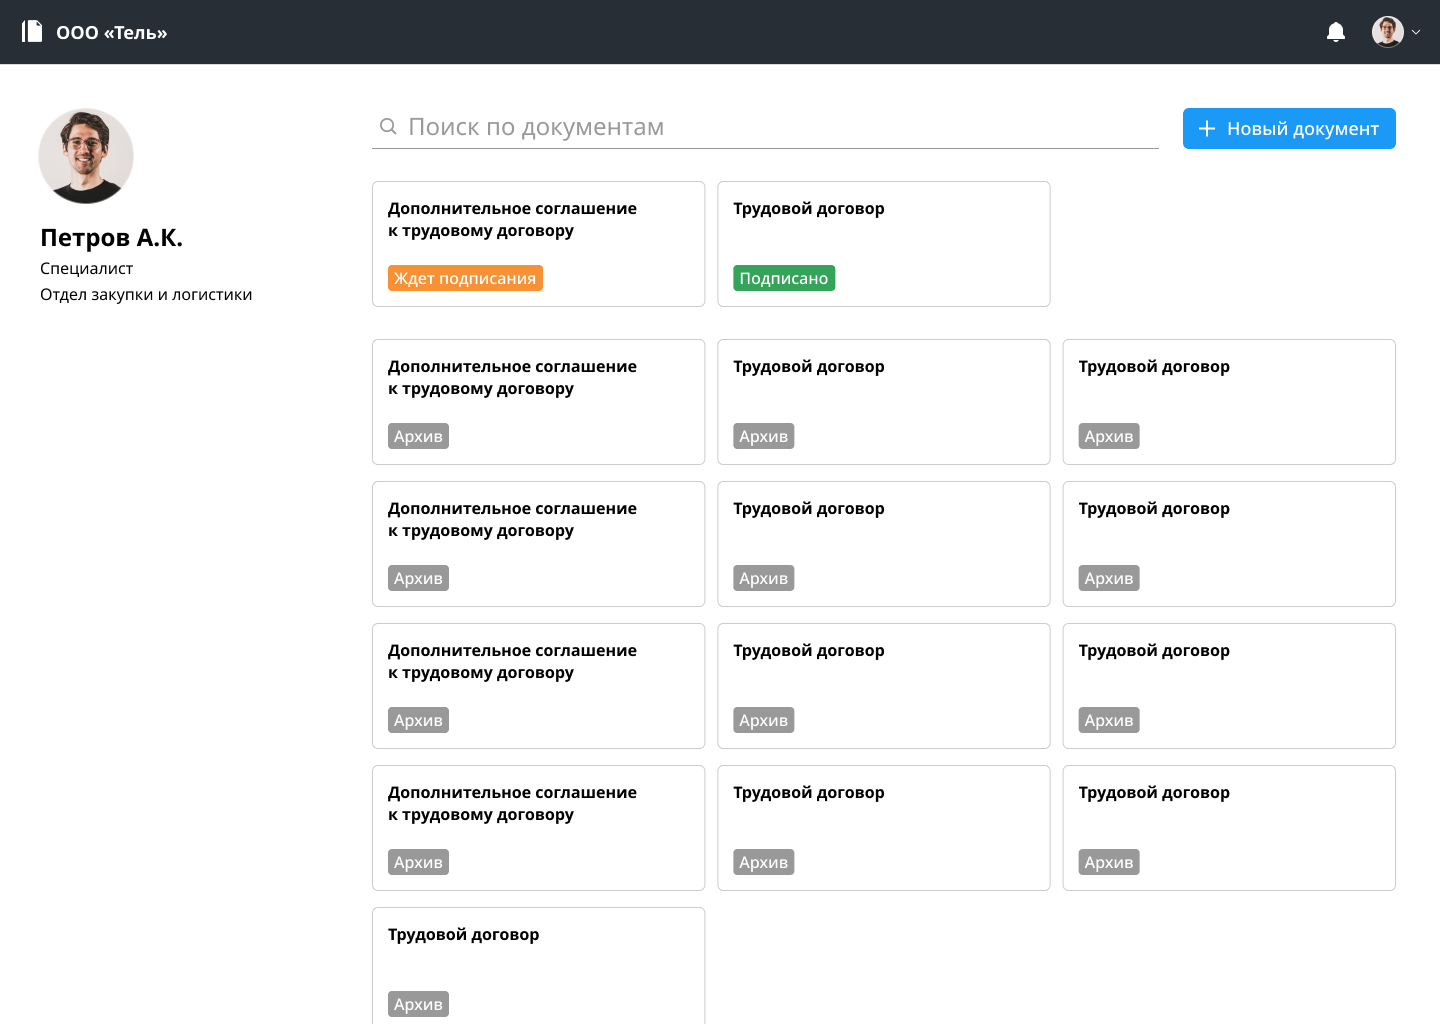 ООО «Тель»
Поиск по документам
Новый документ
Петров А.К.
Специалист
Отдел закупки и логистики
Дополнительное соглашение
к трудовому договору
Ждет подписания
Трудовой договор
Подписано
Дополнительное соглашение
к трудовому договору
Архив
Трудовой договор
Архив
Трудовой договор
Архив
Дополнительное соглашение
к трудовому договору
Архив
Трудовой договор
Архив
Трудовой договор
Архив
Дополнительное соглашение
к трудовому договору
Архив
Трудовой договор
Архив
Трудовой договор
Архив
Дополнительное соглашение
к трудовому договору
Архив
Трудовой договор
Архив
Трудовой договор
Архив
Трудовой договор
Архив